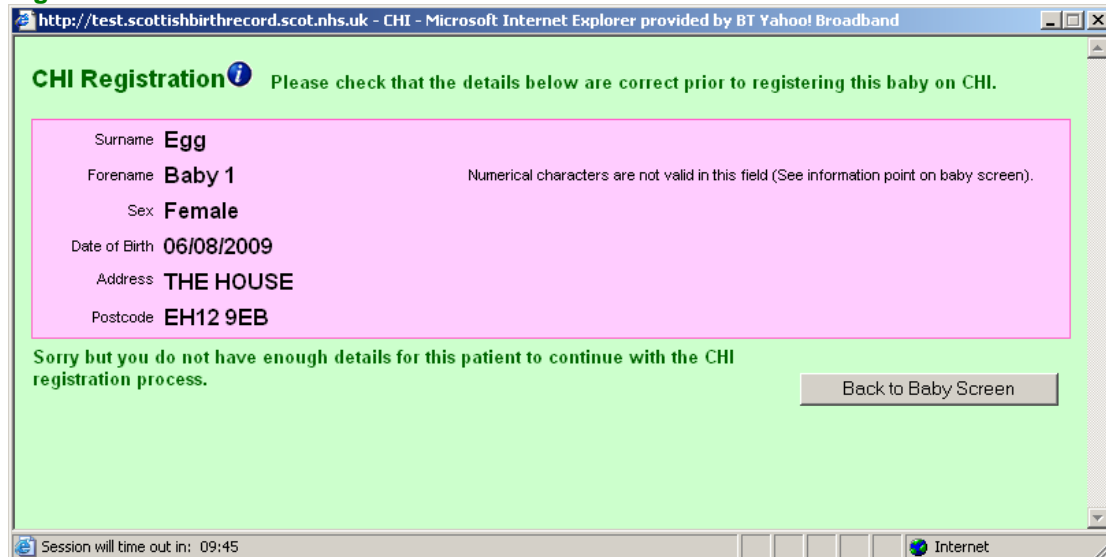 http://test.scottishbirthrecord.scot.nhs.uk - CHI - Microsoft Internet Explorer provided by BT Yahoo! Broadband
CHI Registration Please check that the details below are correct prior to registering this baby on CHI.
Surname Egg
Forename Baby 1 Numerical characters are not valid in this field (See information point on baby screen).
Sex Female
Date of Birth 06/08/2009
Address THE HOUSE
Postcode EH12 9EB
Sorry but you do not have enough details for this patient to continue with the CHI
registration process.
Back to Baby Screen
Session will time out in: 09:45 Internet